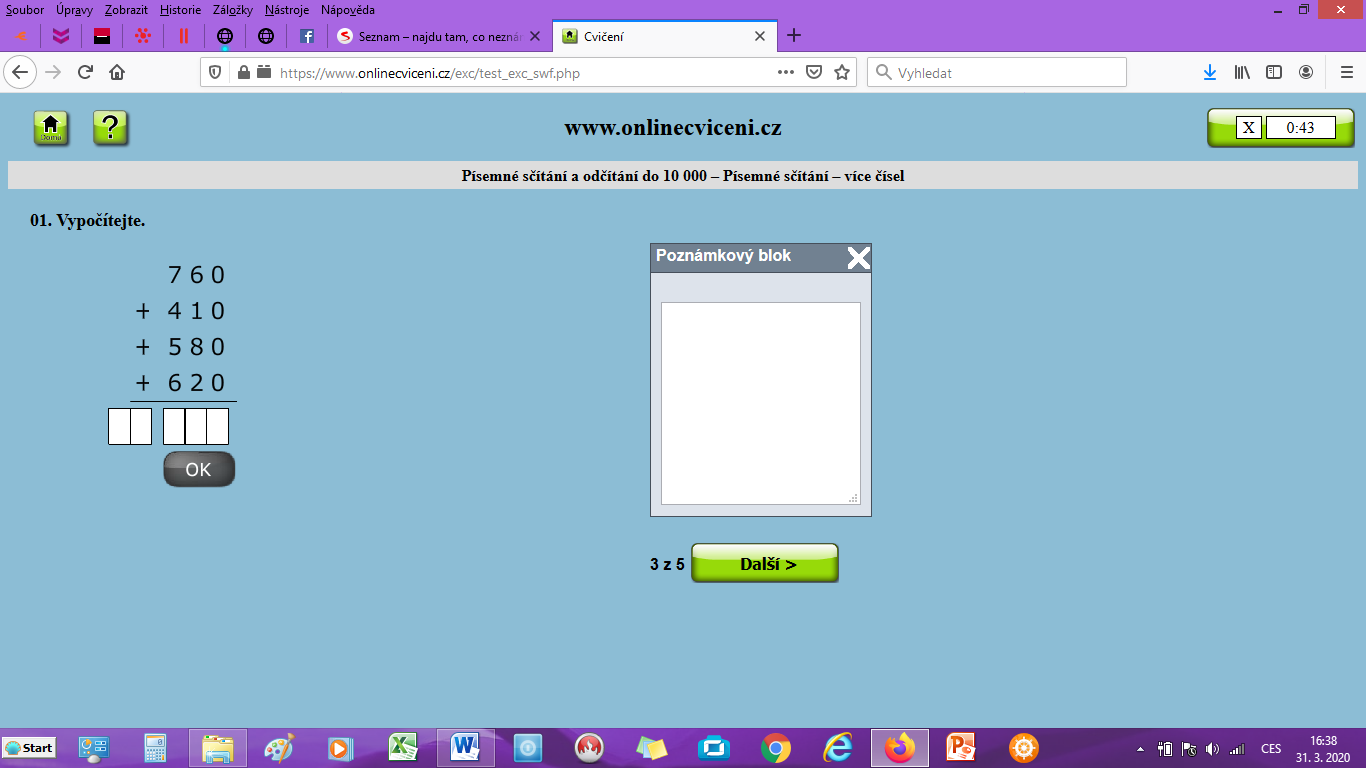 Soubor Úpravy Zobrazit Historie Záložky Nástroje Nápověda
Seznam – najdu tam, co nezná
Cvičení
https://www.onlinecviceni.cz/exc/test_exc_swf.php
Vyhledat
Domů
?
www.onlinecviceni.cz
X 0:43
Písemné sčítání a odčítání do 10 000 – Písemné sčítání – více čísel
01. Vypočítejte.
760
+ 410
+ 580
+ 620
OK
Poznámkový blok
3 z 5 Další >
Start
CES
16:38
31. 3. 2020